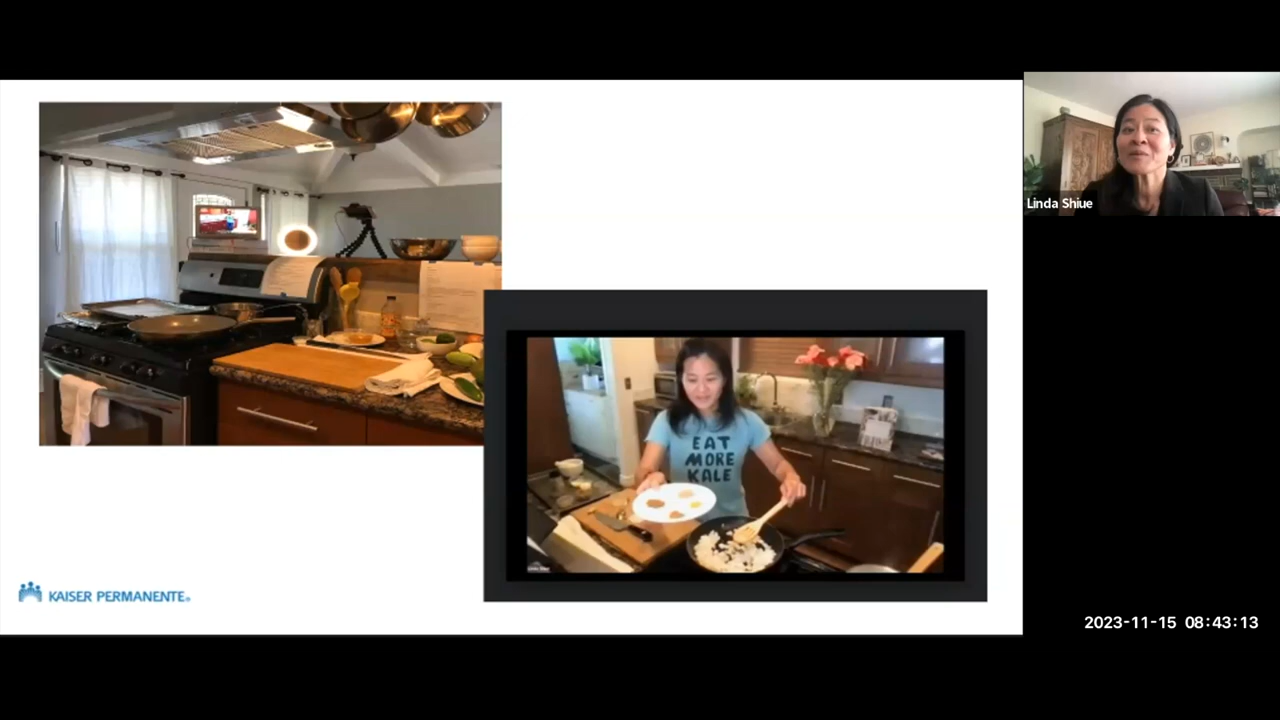 Linda Shiue
EAT
MORE
KALE
KAISER PERMANENTE®
2023-11-15 08:43:13